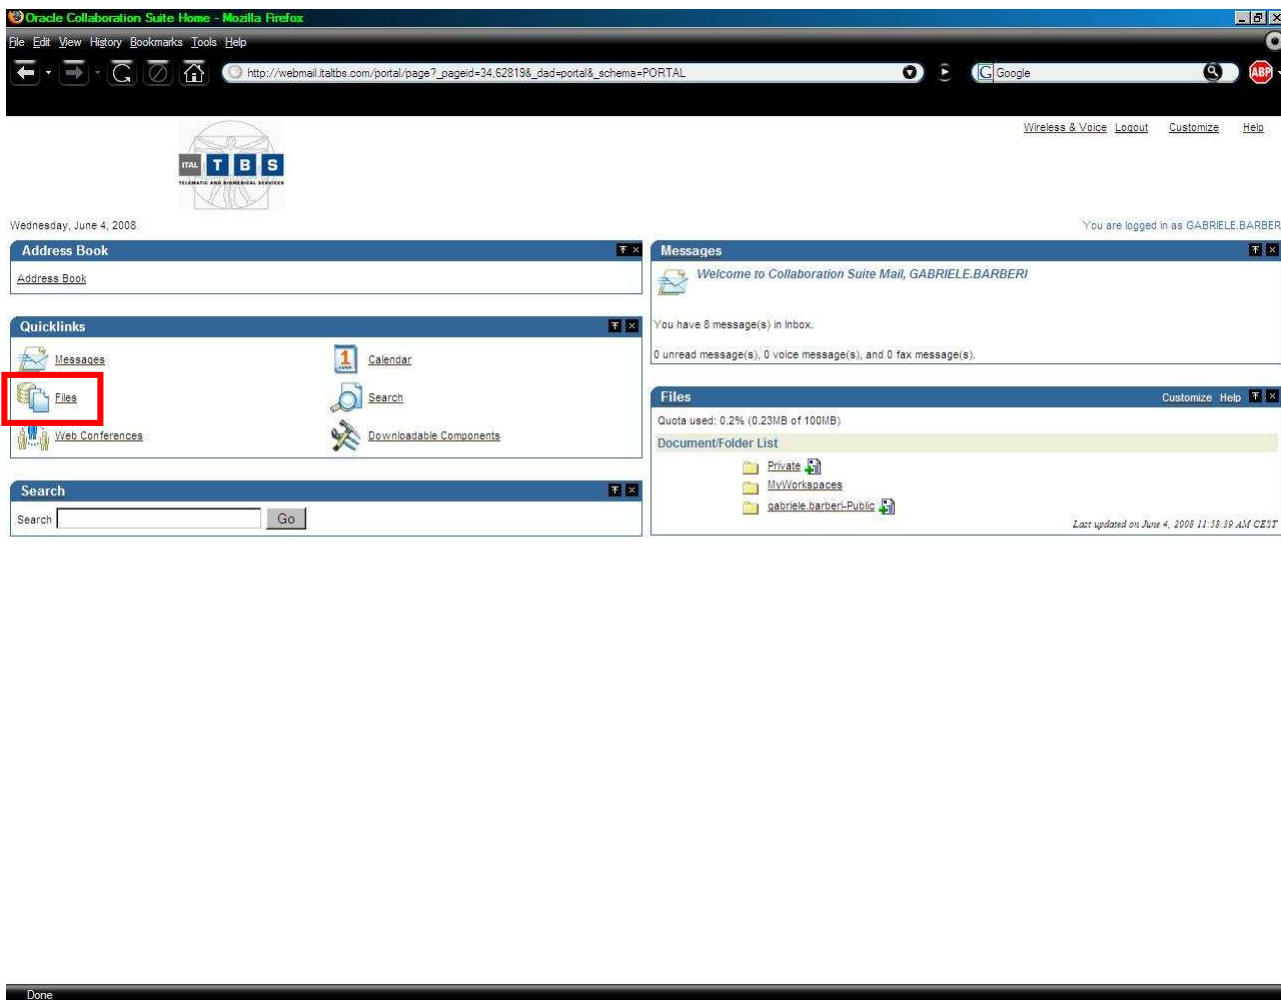 Oracle Collaboration Suite Home - Mozilla Firefox
File Edit View History Bookmarks Tools Help
http://webmail.italtbs.com/portal/page?_pageid=34,62819&_dad=portal&_schema=PORTAL
G Google
ABP
Wireless & Voice Logout Customize Help
ITAL T B S
TELEMATIC AND BIOMEDICAL SERVICES
Wednesday, June 4, 2008
You are logged in as GABRIELE.BARBER
Address Book
Address Book
Quicklinks
Messages
Calendar
Files
Search
Web Conferences
Downloadable Components
Search
Search Go
Messages
Welcome to Collaboration Suite Mail, GABRIELE.BARBERI
You have 8 message(s) in Inbox.
0 unread message(s), 0 voice message(s), and 0 fax message(s).
Files Customize Help
Quota used: 0.2% (0.23MB of 100MB)
Document/Folder List
Private
MyWorkspaces
gabriele.barberi-Public
Last updated on June 4, 2008 11:38:39 AM CEST
Done